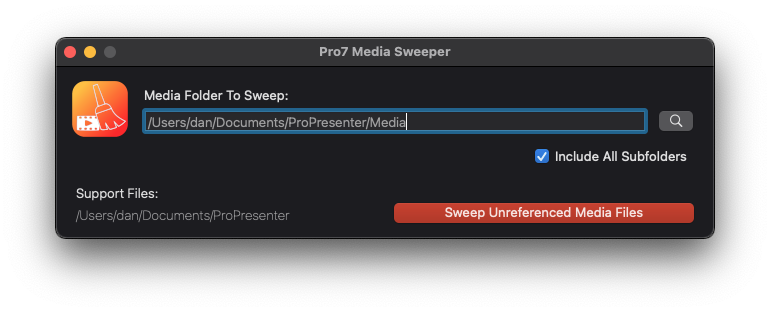 Pro7 Media Sweeper
Media Folder To Sweep:
/Users/dan/Documents/ProPresenter/Media
Include All Subfolders
Support Files:
/Users/dan/Documents/ProPresenter
Sweep Unreferenced Media Files